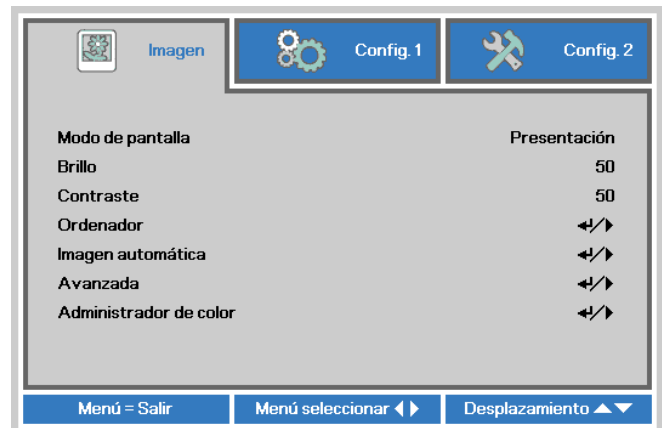 Imagen Config. 1 Config. 2
Modo de pantalla Presentación
Brillo 50
Contraste 50
Ordenador ↵/▶
Imagen automática ↵/▶
Avanzada ↵/▶
Administrador de color ↵/▶
Menú = Salir Menú seleccionar ◀▶ Desplazamiento ▲▼